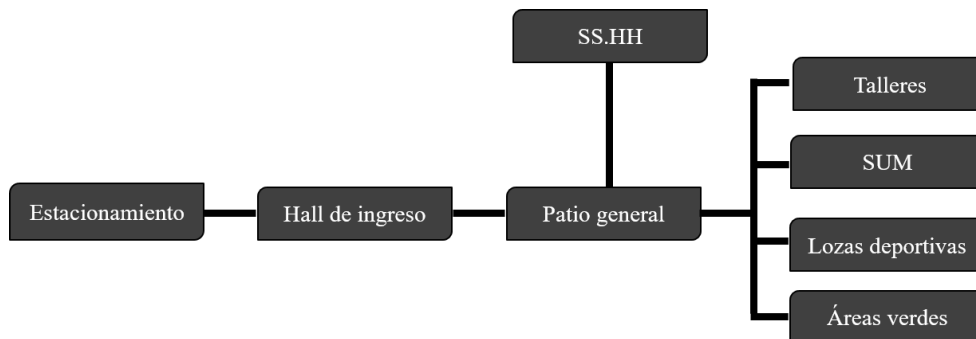 SS.HH
Talleres
SUM
Estacionamiento
Hall de ingreso
Patio general
Lozas deportivas
Áreas verdes